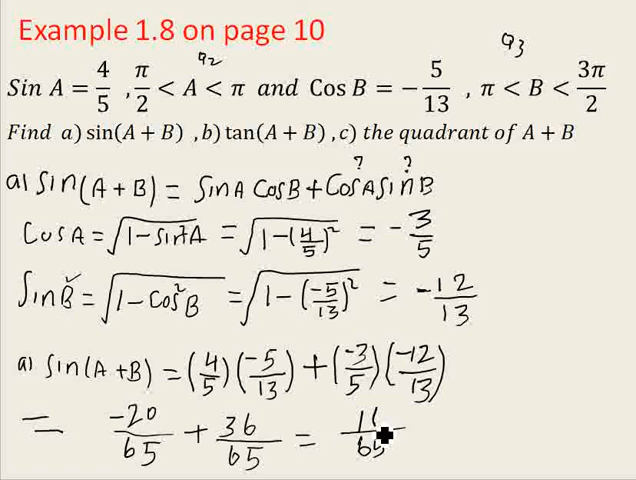 Example 1.8 on page 10
Q2 Q3
Sin A = 4/5 , π/2 < A < π and Cos B = −5/13 , π < B < 3π/2
Find a) sin(A + B) , b) tan(A + B) , c) the quadrant of A + B
? ?
a) Sin(A + B) = SinA CosB + CosA SinB
CosA = √(1 − sin²A) = √(1 − (4/5)²) = −3/5
SinB ✓ = √(1 − Cos²B) = √(1 − (−5/13)²) = −12/13
a) Sin(A + B) = (4/5)(−5/13) + (−3/5)(−12/13)
= −20/65 + 36/65 = 16/65